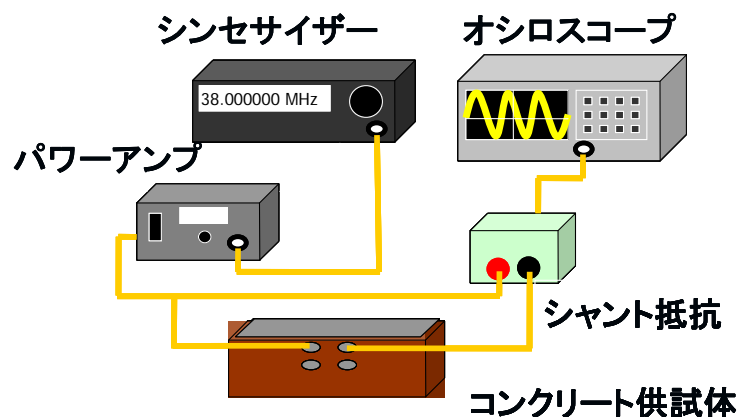 シンセサイザー
オシロスコープ
38.000000 MHz
パワーアンプ
シャント抵抗
コンクリート供試体